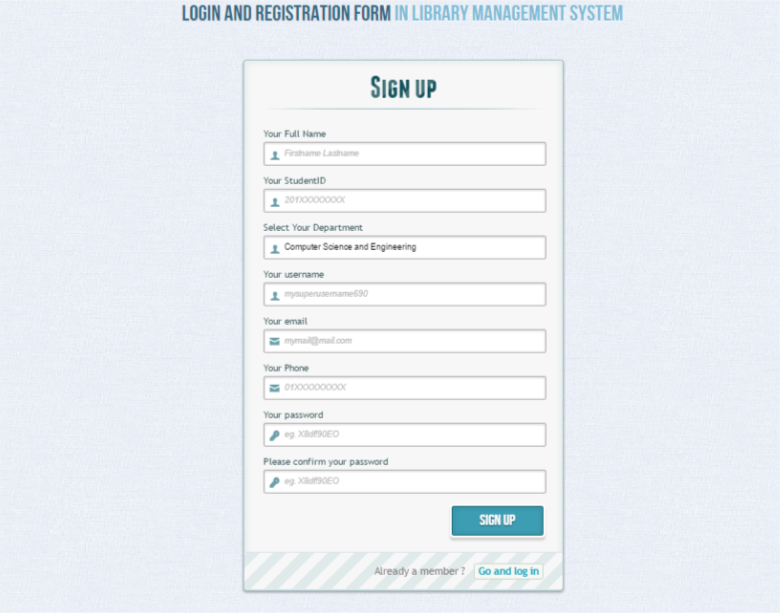 LOGIN AND REGISTRATION FORM IN LIBRARY MANAGEMENT SYSTEM
SIGN UP
Your Full Name
Firstname Lastname
Your StudentID
201XXXXXXXX
Select Your Department
Computer Science and Engineering
Your username
mysuperusername690
Your email
mymail@mail.com
Your Phone
01XXXXXXXXX
Your password
eg. X8df!90EO
Please confirm your password
eg. X8df!90EO
SIGN UP
Already a member ? Go and log in